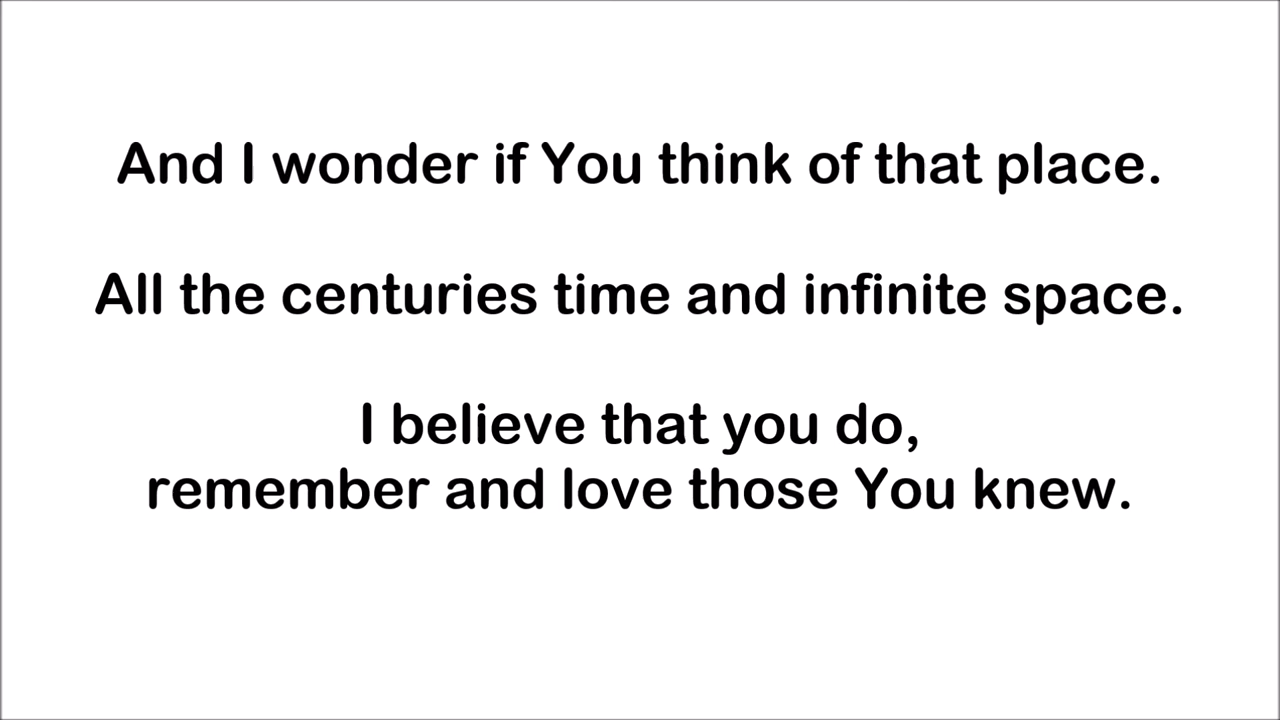 And I wonder if You think of that place.
All the centuries time and infinite space.
I believe that you do,
remember and love those You knew.